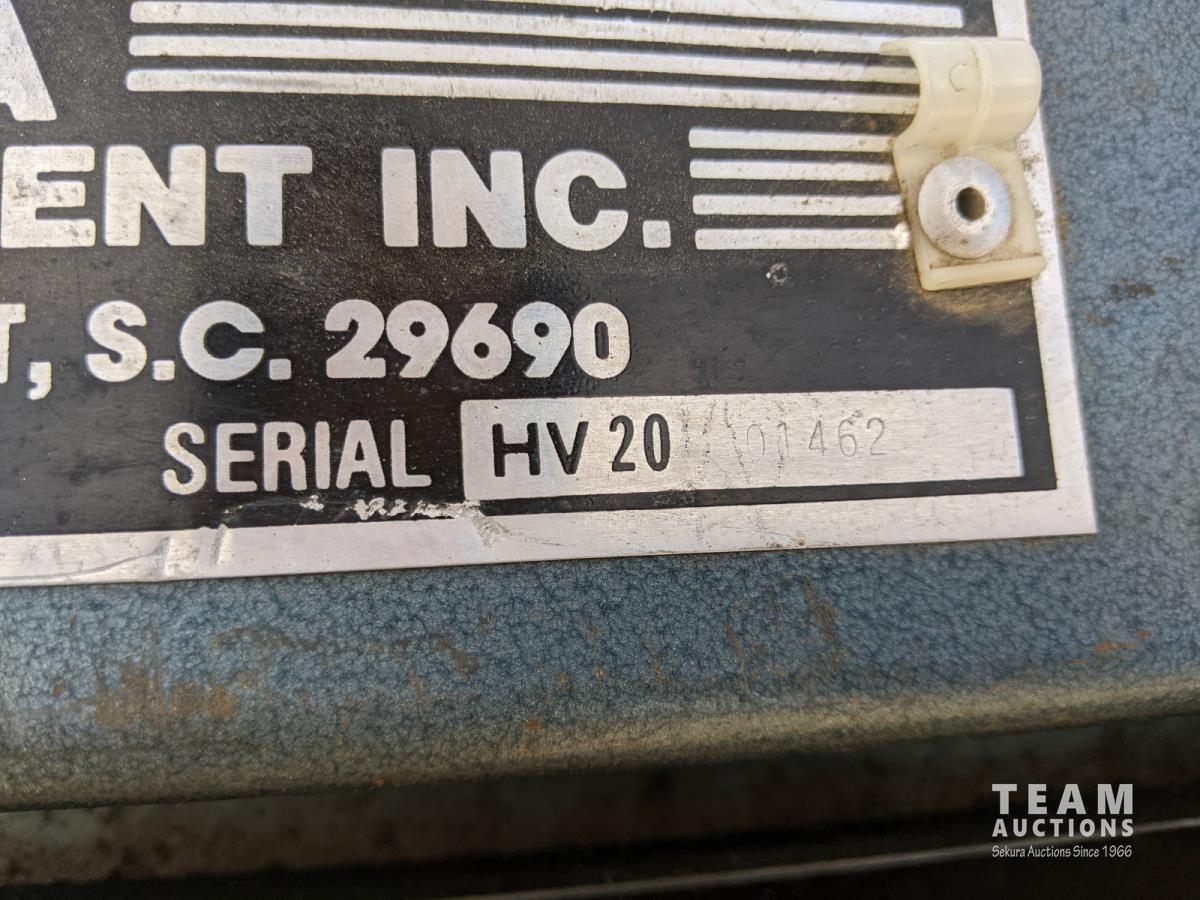 A
ENT INC.
T, S.C. 29690
SERIAL HV 20 01462
TEAM
AUCTIONS
Sekura Auctions Since 1966